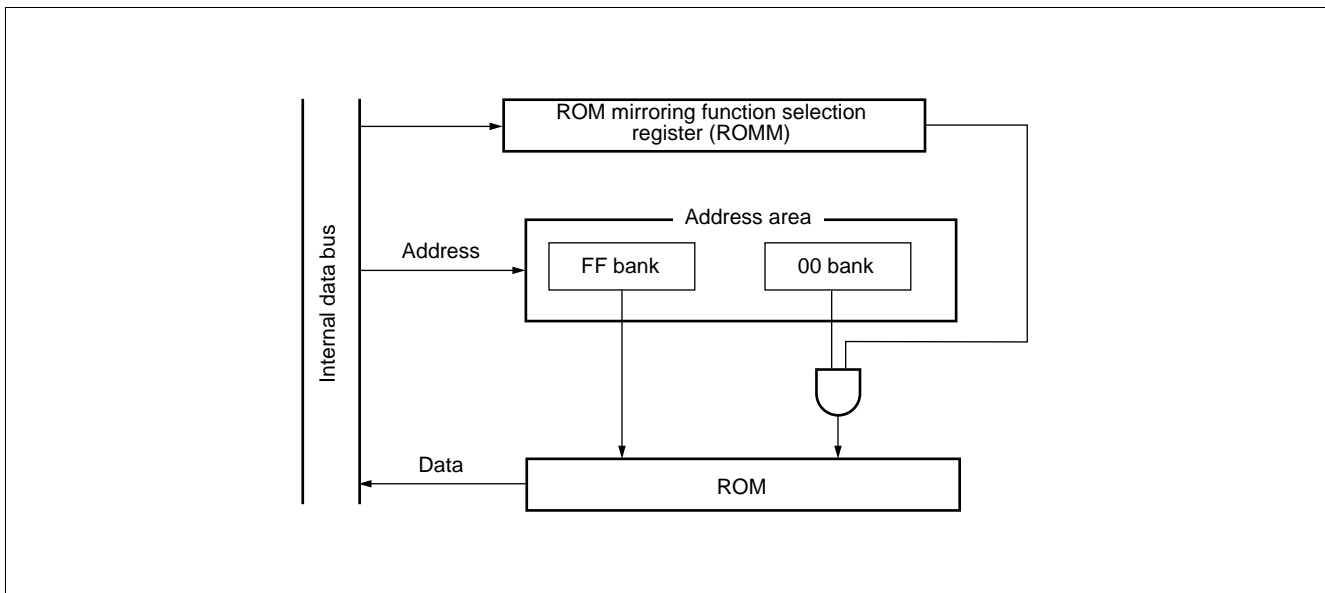 ROM mirroring function selection
register (ROMM)
Address area
Address
FF bank
00 bank
Internal data bus
Data
ROM